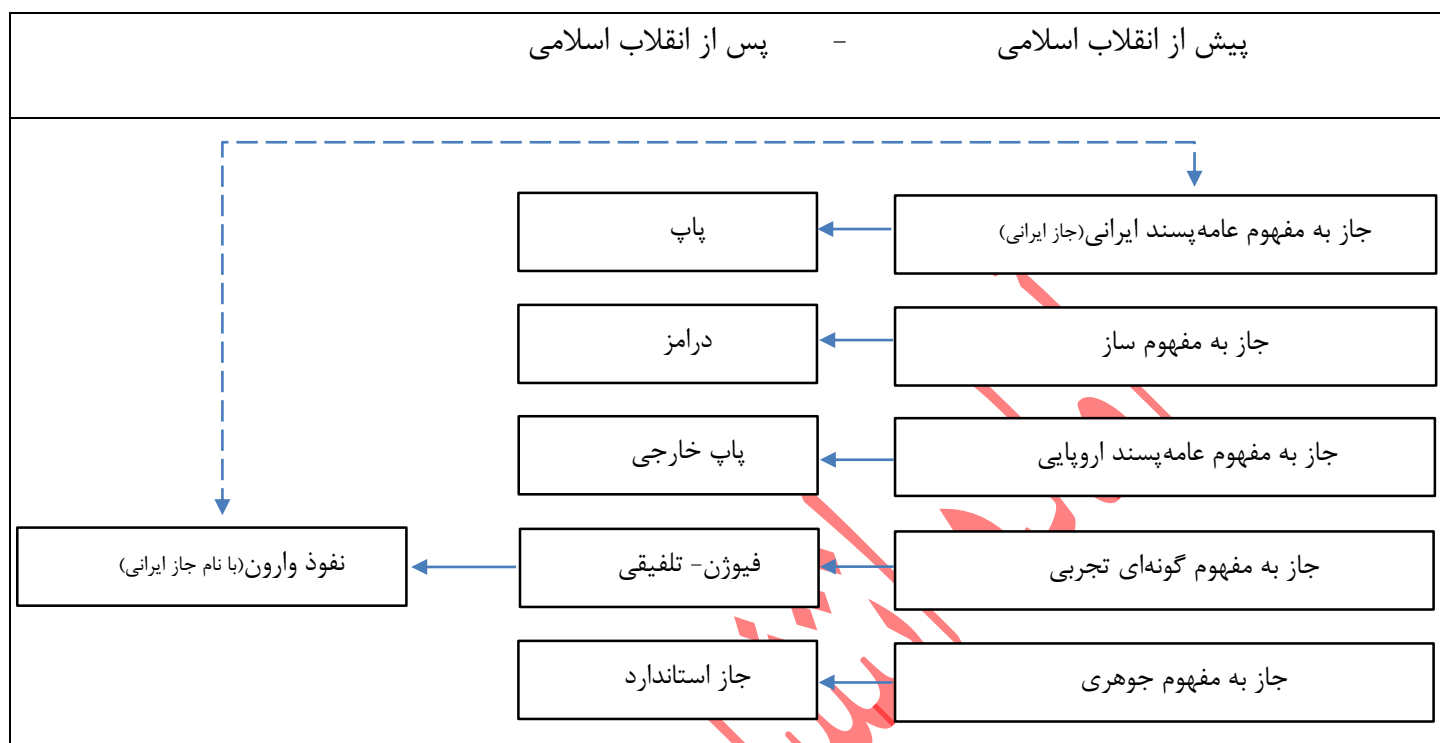 پیش از انقلاب اسلامی - پس از انقلاب اسلامی
جاز به مفهوم عامه‌پسند ایرانی(جاز ایرانی)
پاپ
جاز به مفهوم ساز
درامز
جاز به مفهوم عامه‌پسند اروپایی
پاپ خارجی
جاز به مفهوم گونه‌ای تجربی
فیوژن- تلفیقی
نفوذ وارون(با نام جاز ایرانی)
جاز به مفهوم جوهری
جاز استاندارد